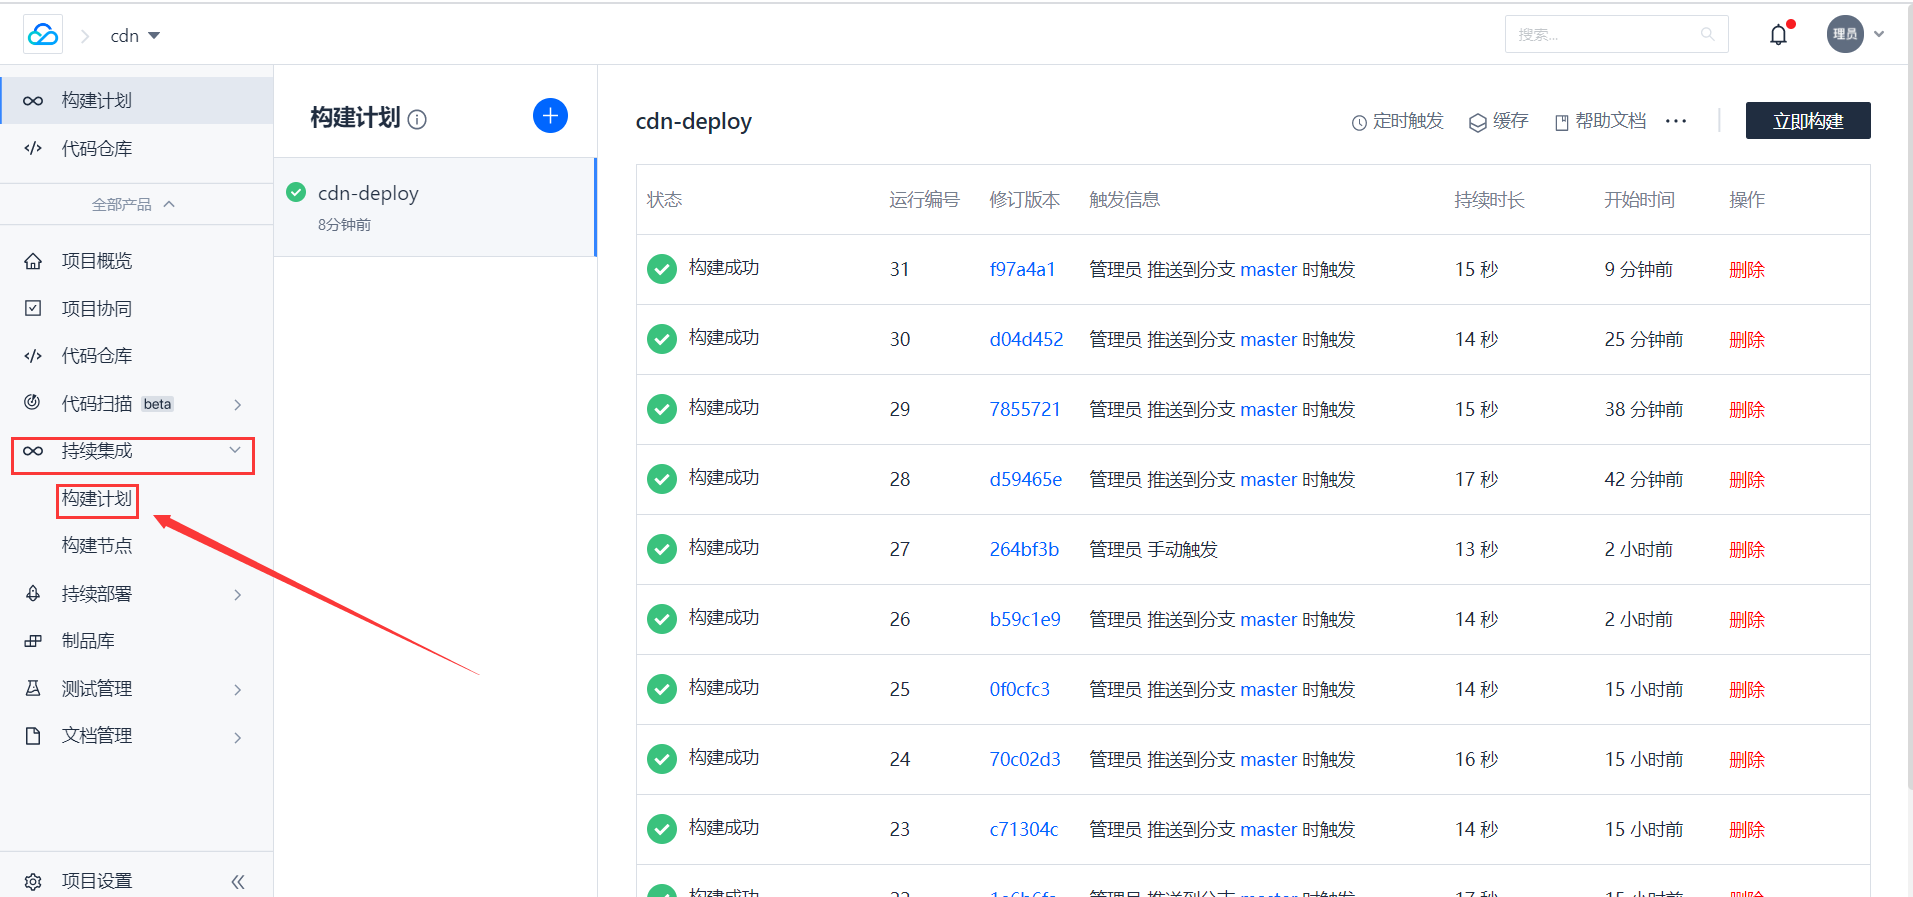 cdn
搜索...
理员
构建计划
代码仓库
全部产品
项目概览
项目协同
代码仓库
代码扫描 beta
持续集成
构建计划
构建节点
持续部署
制品库
测试管理
文档管理
项目设置
构建计划
cdn-deploy
8分钟前
cdn-deploy
定时触发 缓存 帮助文档 ··· 立即构建
状态 运行编号 修订版本 触发信息 持续时长 开始时间 操作
构建成功 31 f97a4a1 管理员 推送到分支 master 时触发 15 秒 9 分钟前 删除
构建成功 30 d04d452 管理员 推送到分支 master 时触发 14 秒 25 分钟前 删除
构建成功 29 7855721 管理员 推送到分支 master 时触发 15 秒 38 分钟前 删除
构建成功 28 d59465e 管理员 推送到分支 master 时触发 17 秒 42 分钟前 删除
构建成功 27 264bf3b 管理员 手动触发 13 秒 2 小时前 删除
构建成功 26 b59c1e9 管理员 推送到分支 master 时触发 14 秒 2 小时前 删除
构建成功 25 0f0cfc3 管理员 推送到分支 master 时触发 14 秒 15 小时前 删除
构建成功 24 70c02d3 管理员 推送到分支 master 时触发 16 秒 15 小时前 删除
构建成功 23 c71304c 管理员 推送到分支 master 时触发 14 秒 15 小时前 删除
构建成功 管理员 推送到分支 master 时触发 17 秒 15 小时前 删除